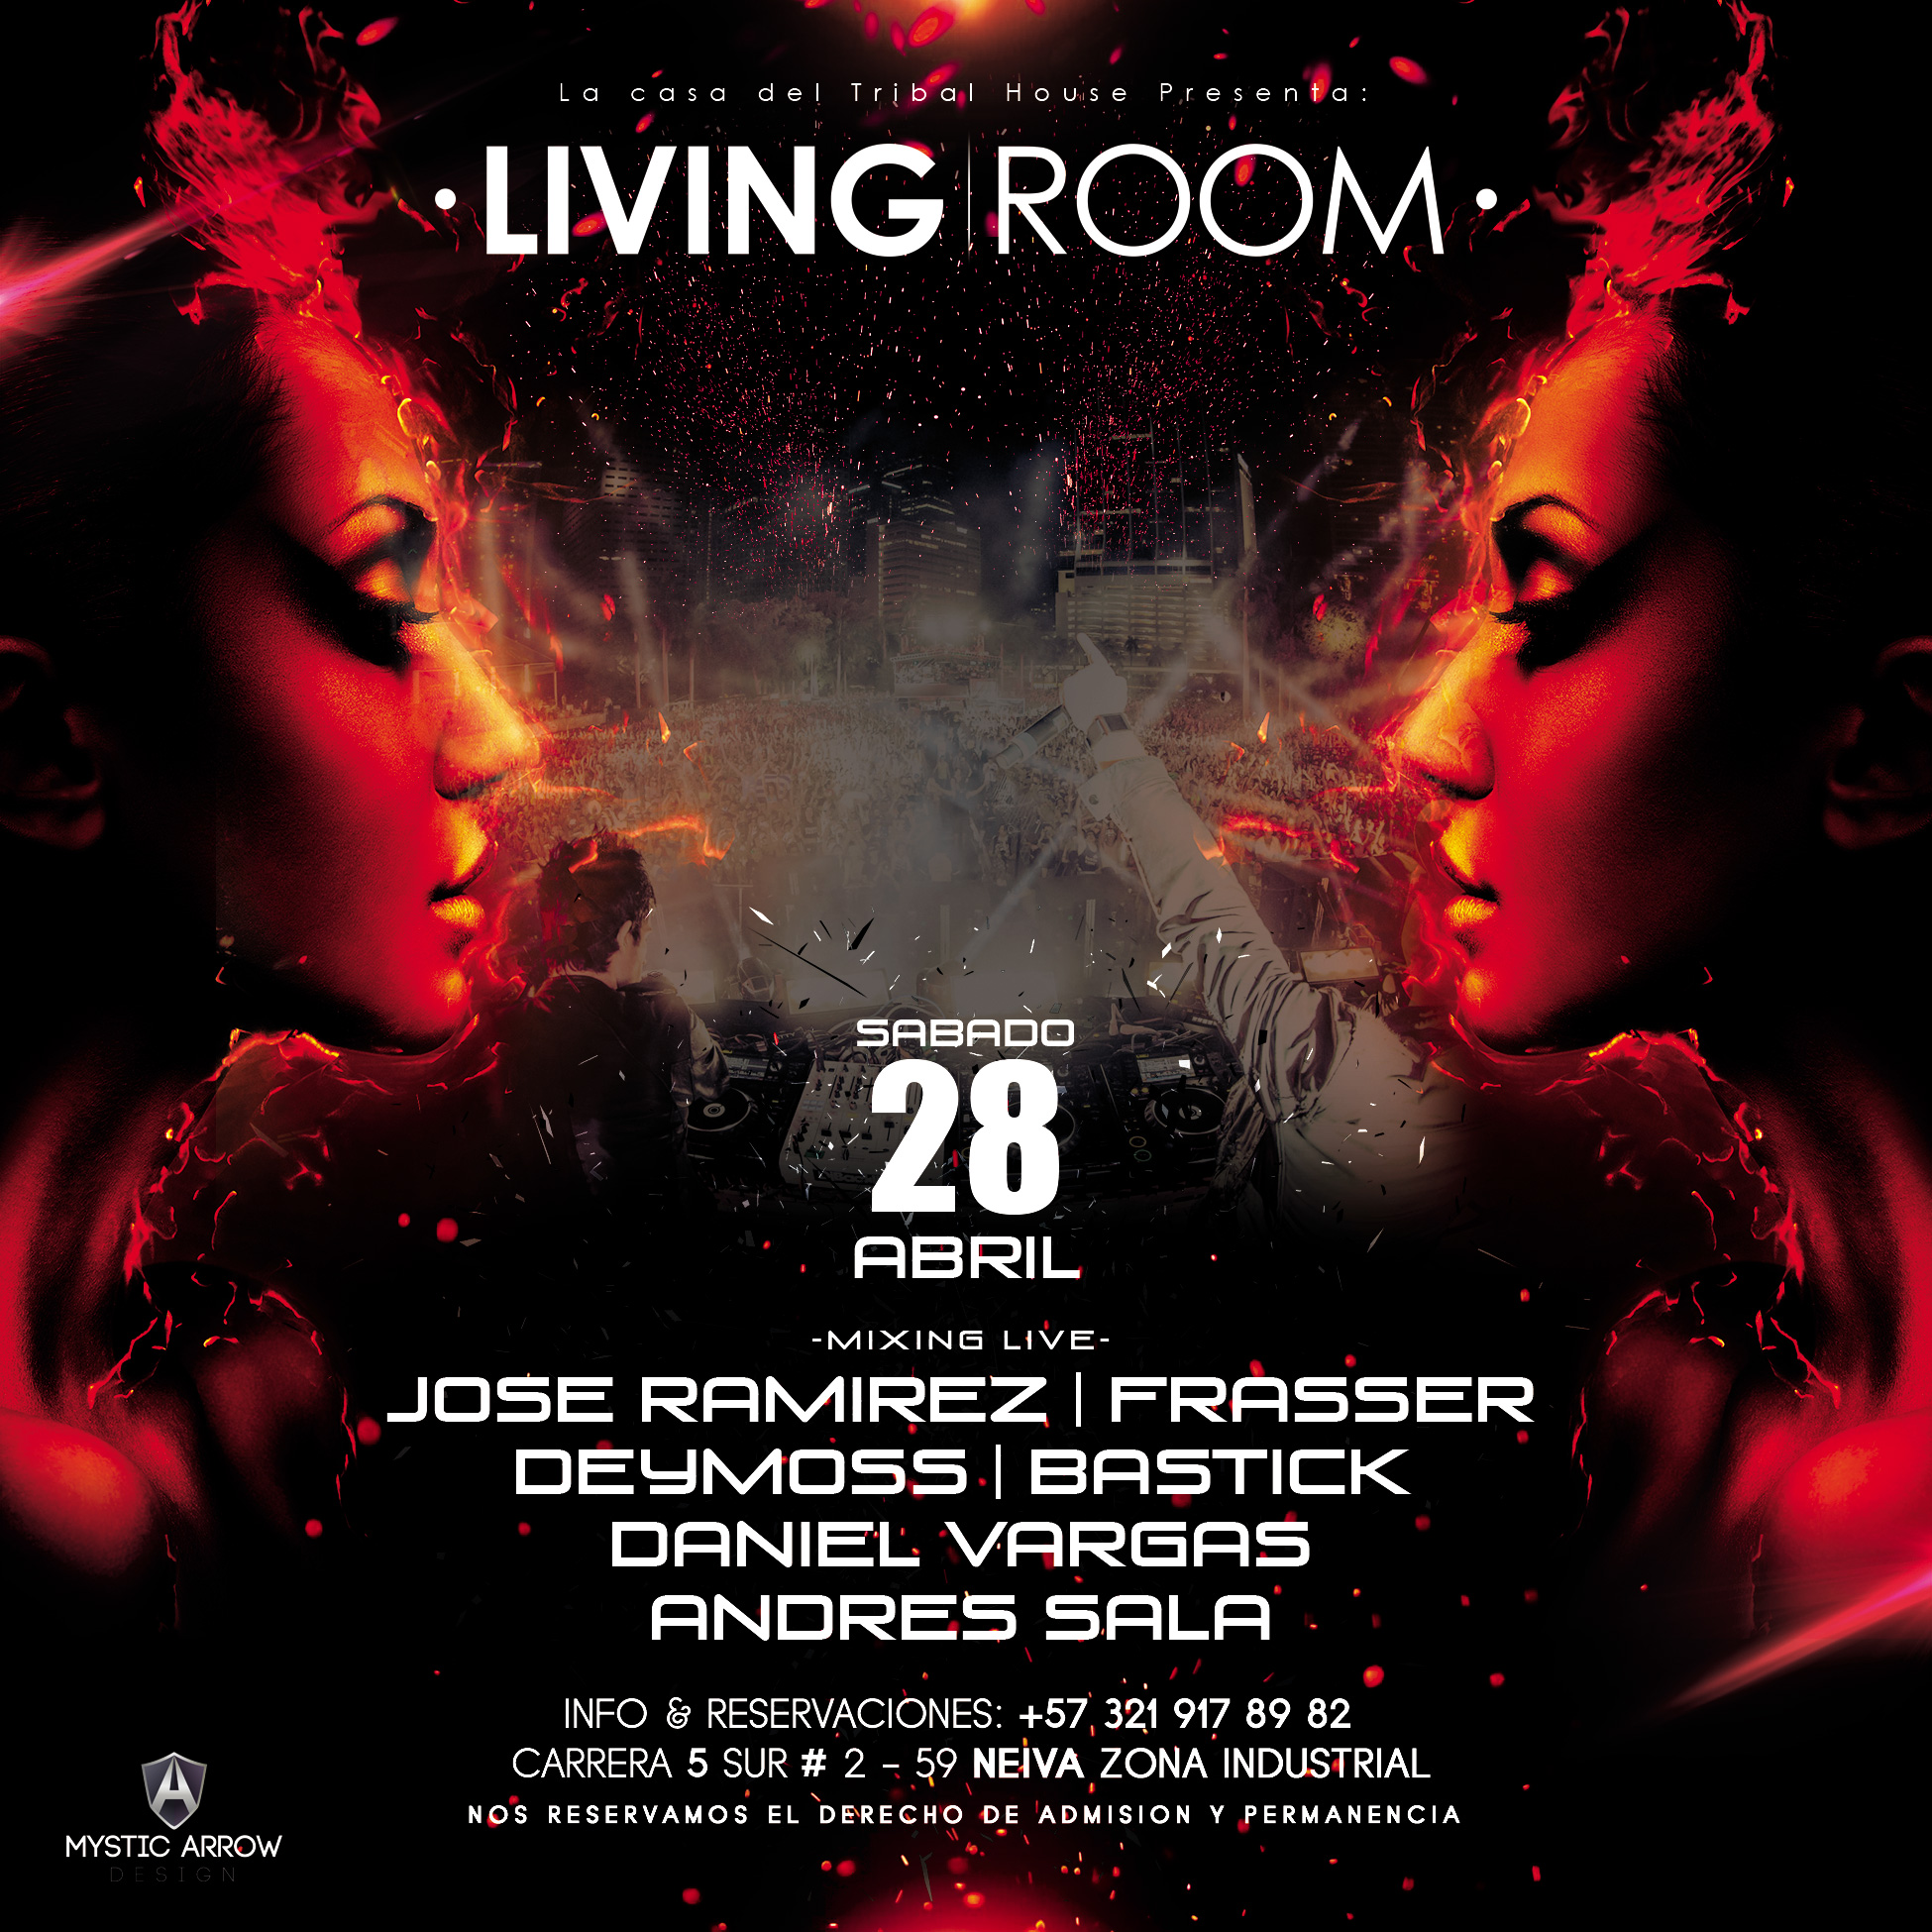 La casa del Tribal House Presenta:
• LIVING | ROOM •
SABADO
28
ABRIL
-MIXING LIVE-
JOSE RAMIREZ | FRASSER
DEYMOSS | BASTICK
DANIEL VARGAS
ANDRES SALA
INFO & RESERVACIONES: +57 321 917 89 82
CARRERA 5 SUR # 2 – 59 NEIVA ZONA INDUSTRIAL
NOS RESERVAMOS EL DERECHO DE ADMISION Y PERMANENCIA
MYSTIC ARROW
DESIGN